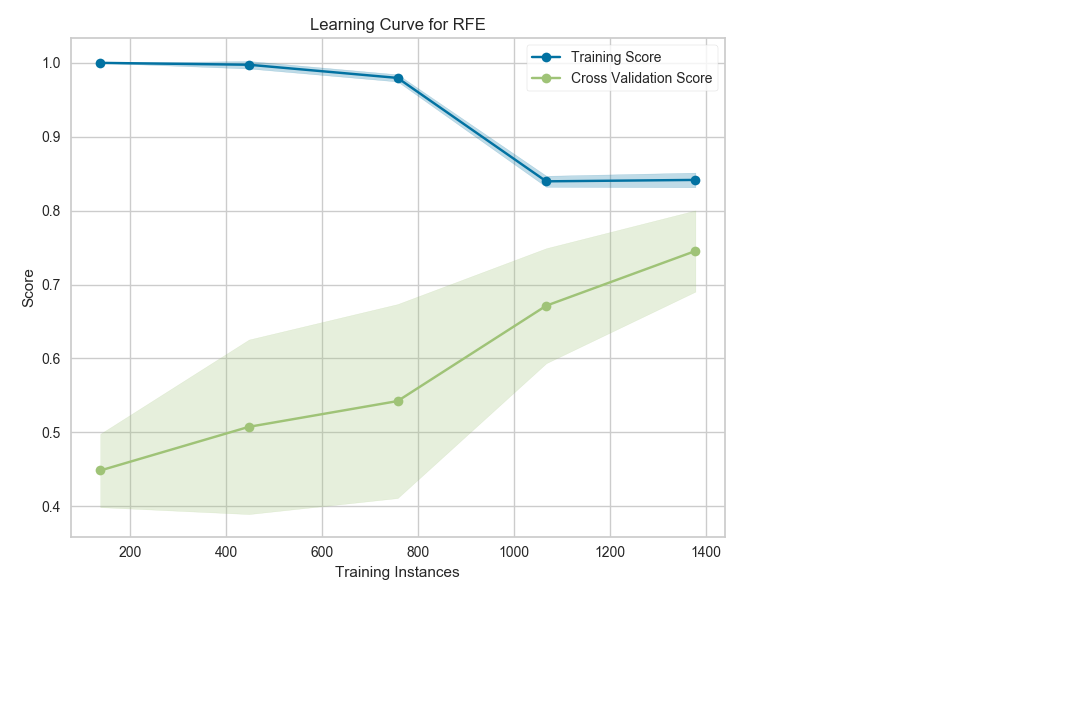 Learning Curve for RFE
Training Score
Cross Validation Score
1.0
0.9
0.8
0.7
0.6
0.5
0.4
Score
200 400 600 800 1000 1200 1400
Training Instances